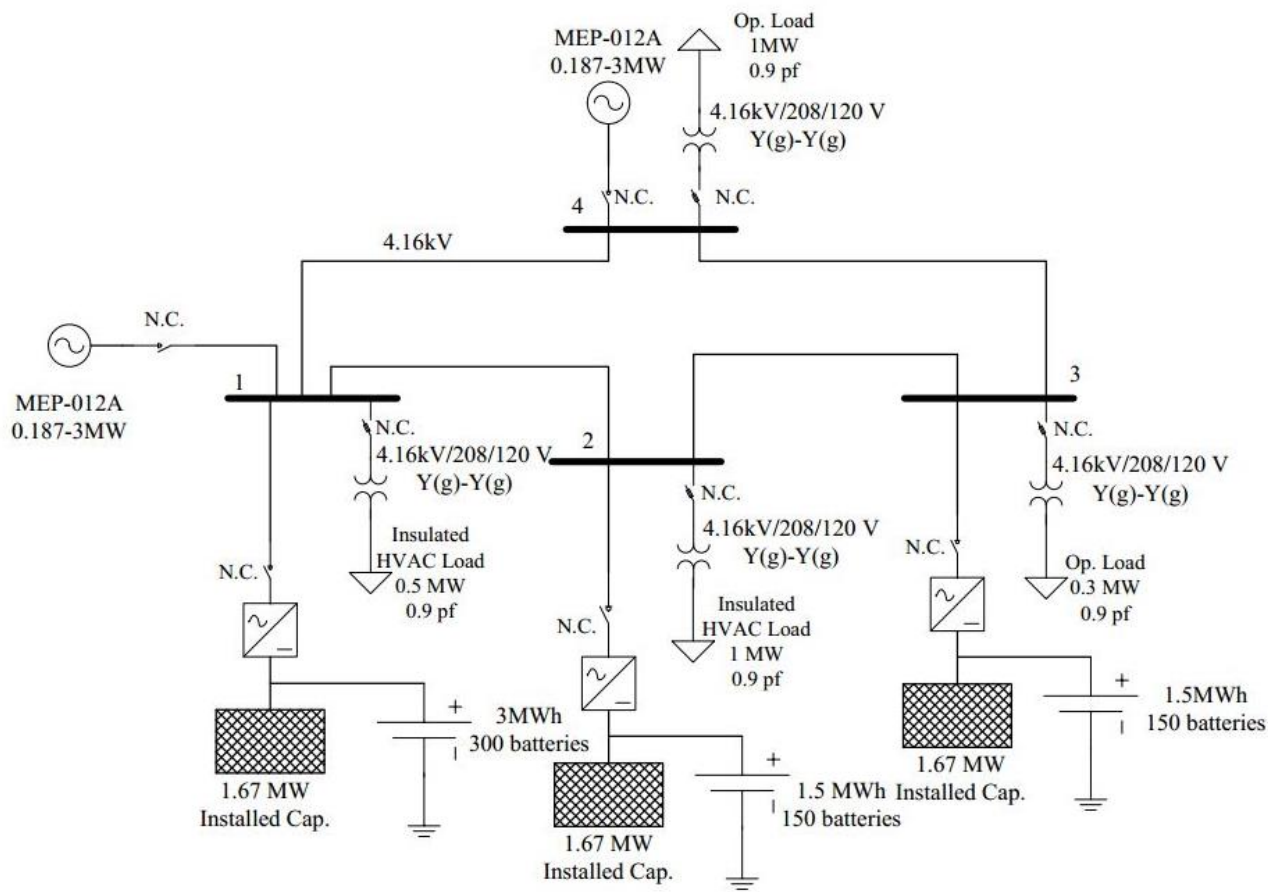 MEP-012A
0.187-3MW
Op. Load
1MW
0.9 pf
4.16kV/208/120 V
Y(g)-Y(g)
N.C.
N.C.
4
4.16kV
N.C.
MEP-012A
0.187-3MW
1
N.C.
4.16kV/208/120 V
Y(g)-Y(g)
Insulated
HVAC Load
0.5 MW
0.9 pf
N.C.
3MWh
300 batteries
+
1.67 MW
Installed Cap.
2
N.C.
4.16kV/208/120 V
Y(g)-Y(g)
Insulated
HVAC Load
1 MW
0.9 pf
N.C.
+
1.5 MWh
150 batteries
1.67 MW
Installed Cap.
3
N.C.
4.16kV/208/120 V
Y(g)-Y(g)
Op. Load
0.3 MW
0.9 pf
N.C.
+
1.5MWh
150 batteries
1.67 MW
Installed Cap.